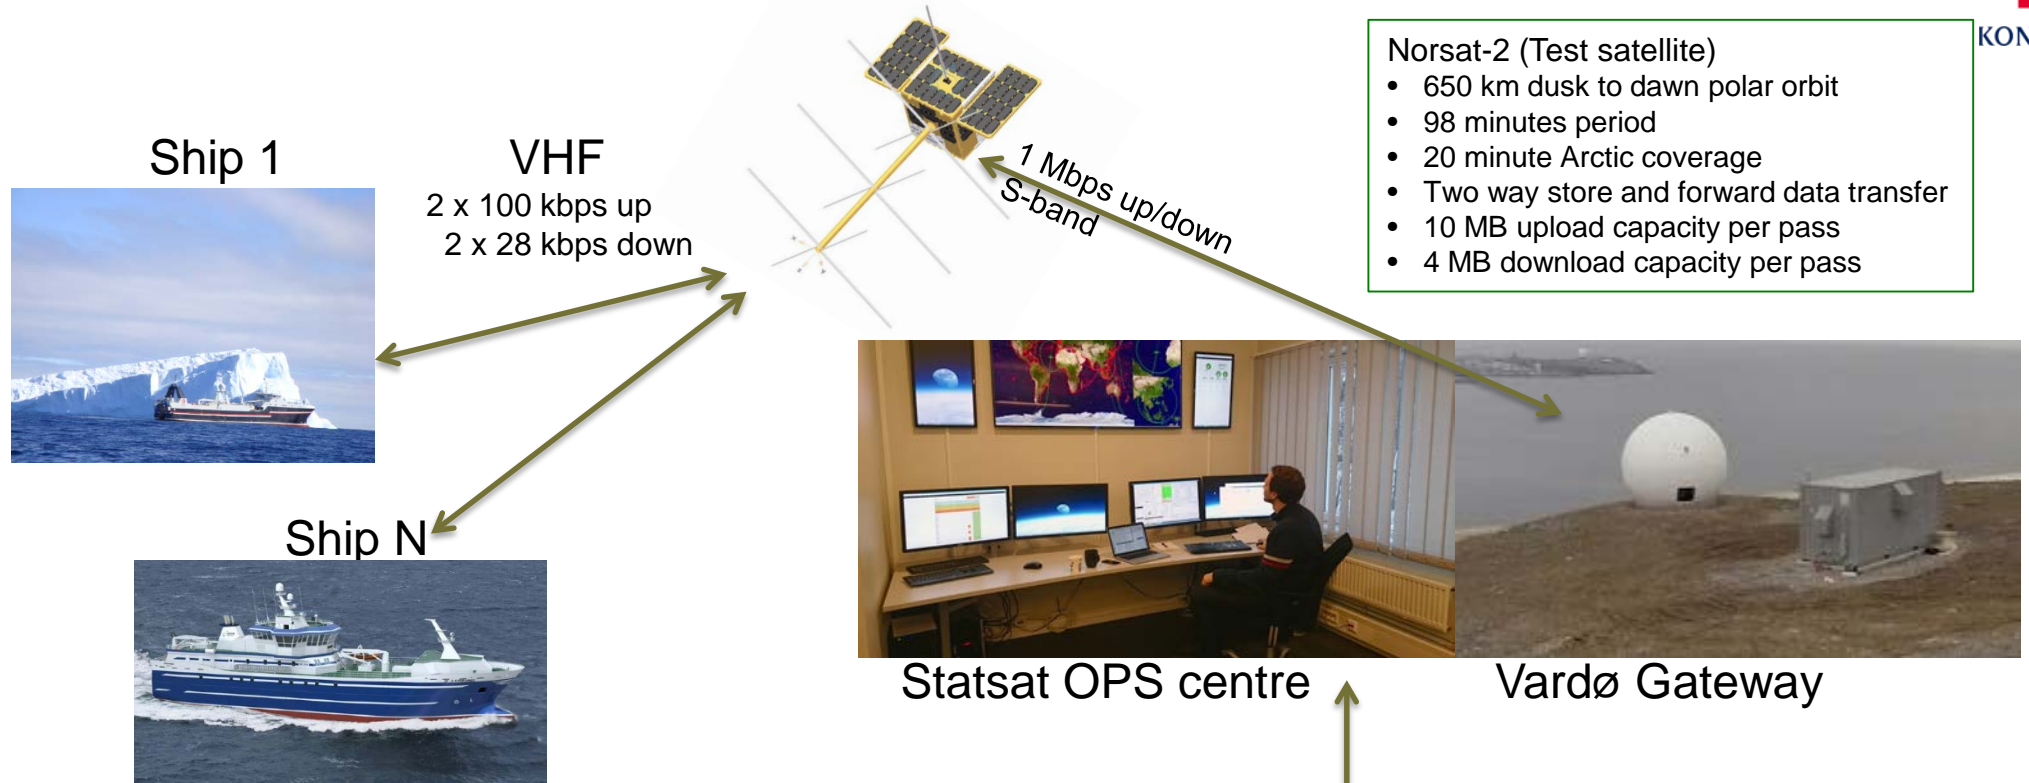 KON
Norsat-2 (Test satellite)
• 650 km dusk to dawn polar orbit
• 98 minutes period
• 20 minute Arctic coverage
• Two way store and forward data transfer
• 10 MB upload capacity per pass
• 4 MB download capacity per pass
Ship 1
VHF
2 x 100 kbps up
2 x 28 kbps down
1 Mbps up/down
S-band
Ship N
Statsat OPS centre
Vardø Gateway